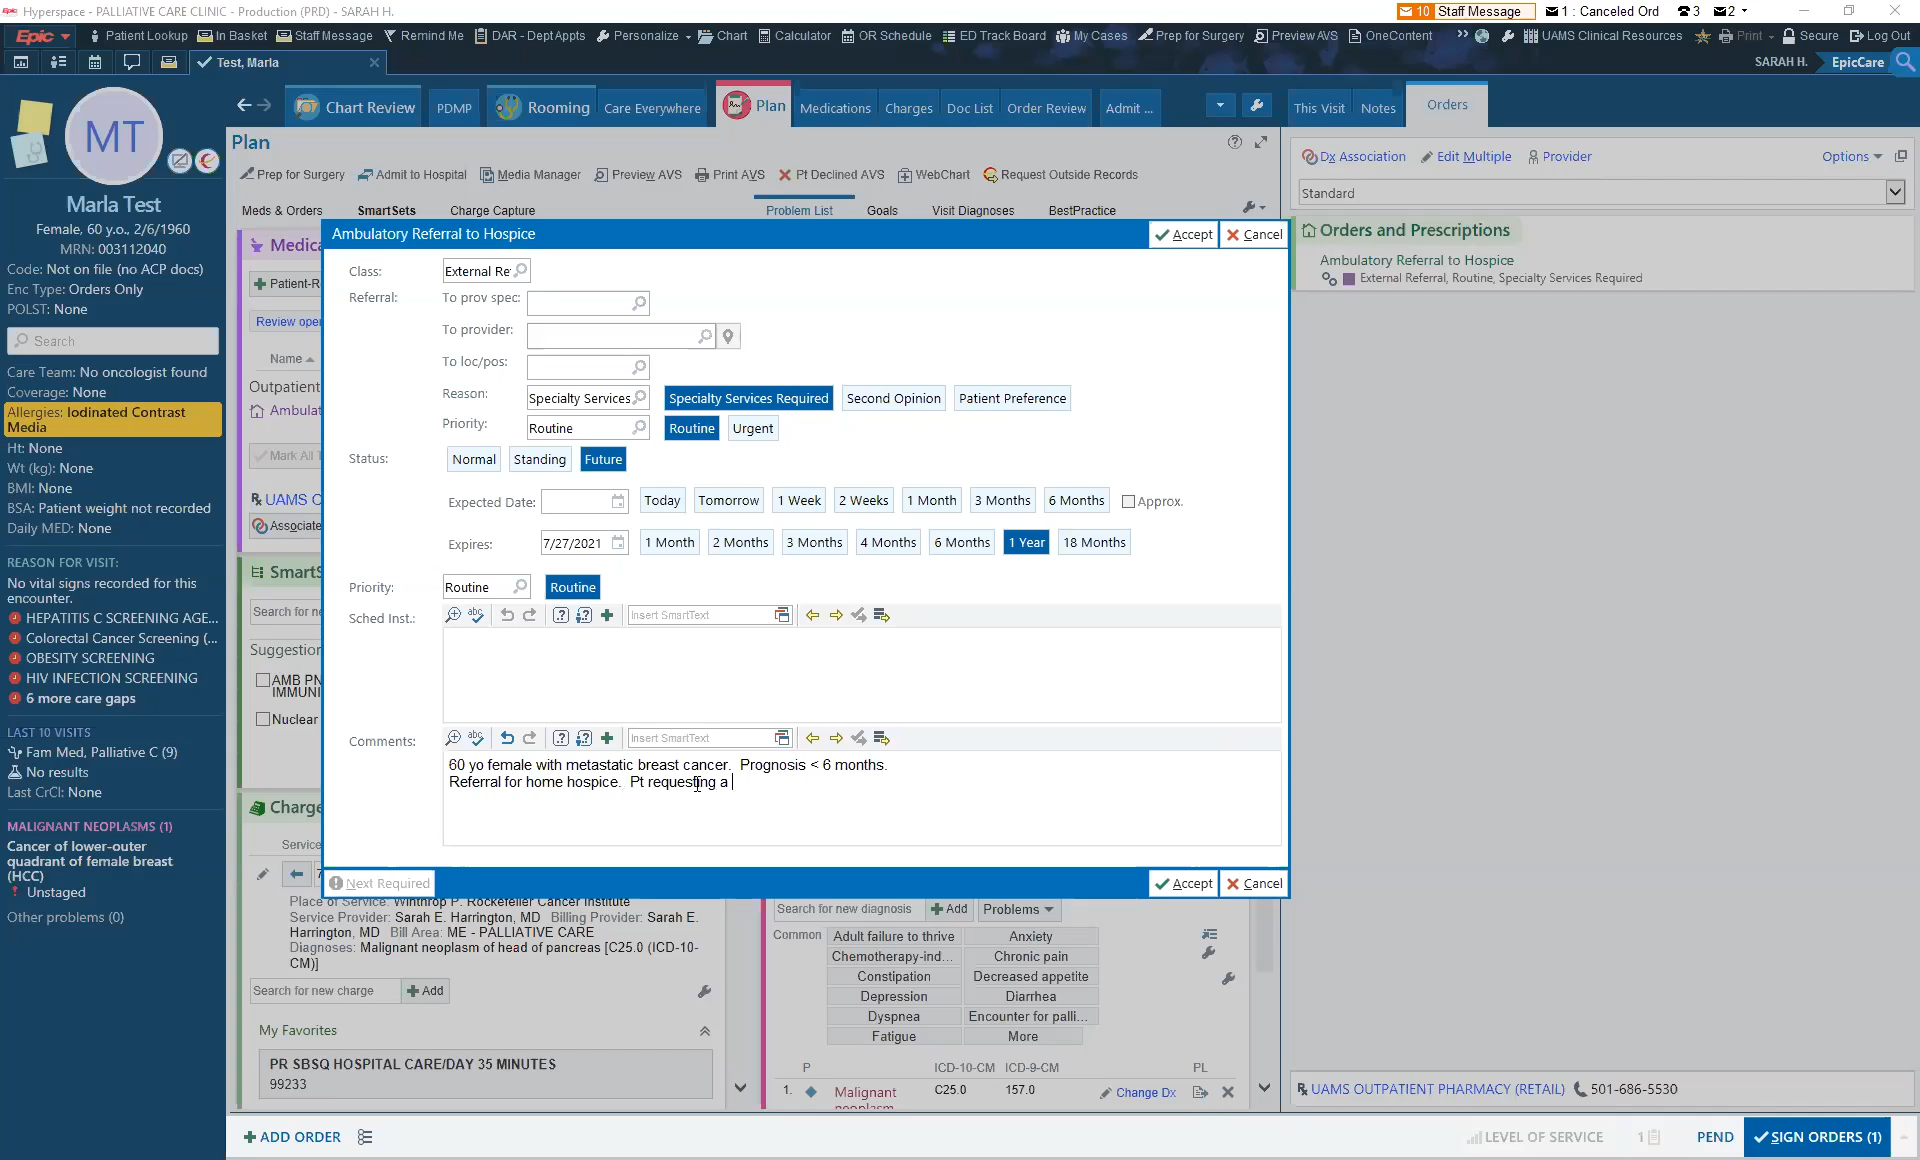 Hyperspace - PALLIATIVE CARE CLINIC - Production (PRD) - SARAH H.
10 Staff Message 1 : Canceled Ord 3 2
Epic Patient Lookup In Basket Staff Message Remind Me DAR - Dept Appts Personalize Chart Calculator OR Schedule ED Track Board My Cases Prep for Surgery Preview AVS OneContent UAMS Clinical Resources Print Secure Log Out
Test, Marla SARAH H. EpicCare
MT
Marla Test
Female, 60 y.o., 2/6/1960
MRN: 003112040
Code: Not on file (no ACP docs)
Enc Type: Orders Only
POLST: None
Search
Care Team: No oncologist found
Coverage: None
Allergies: Iodinated Contrast
Media
Ht: None
Wt (kg): None
BMI: None
BSA: Patient weight not recorded
Daily MED: None
REASON FOR VISIT:
No vital signs recorded for this
encounter.
HEPATITIS C SCREENING AGE...
Colorectal Cancer Screening (...
OBESITY SCREENING
HIV INFECTION SCREENING
6 more care gaps
LAST 10 VISITS
Fam Med, Palliative C (9)
No results
Last CrCl: None
MALIGNANT NEOPLASMS (1)
Cancer of lower-outer
quadrant of female breast
(HCC)
Unstaged
Other problems (0)
Chart Review PDMP Rooming Care Everywhere Plan Medications Charges Doc List Order Review Admit ...
Plan
Prep for Surgery Admit to Hospital Media Manager Preview AVS Print AVS Pt Declined AVS WebChart Request Outside Records
Meds & Orders SmartSets Charge Capture Problem List Goals Visit Diagnoses BestPractice
Medica
Patient-R
Review oper
Name
Outpatient
Ambulat
Mark All T
UAMS O
Associate
SmartS
Search for ne
Suggestion
AMB PN
IMMUNI
Nuclear
Charge
Service
7
Ambulatory Referral to Hospice Accept Cancel
Class: External Re
Referral: To prov spec:
To provider:
To loc/pos:
Reason: Specialty Services Specialty Services Required Second Opinion Patient Preference
Priority: Routine Routine Urgent
Status: Normal Standing Future
Expected Date: Today Tomorrow 1 Week 2 Weeks 1 Month 3 Months 6 Months Approx.
Expires: 7/27/2021 1 Month 2 Months 3 Months 4 Months 6 Months 1 Year 18 Months
Priority: Routine Routine
Sched Inst.: abc Insert SmartText
Comments: abc Insert SmartText
60 yo female with metastatic breast cancer. Prognosis < 6 months.
Referral for home hospice. Pt requesting a
Next Required Accept Cancel
Place of Service: Winthrop P. Rockefeller Cancer Institute
Service Provider: Sarah E. Harrington, MD Billing Provider: Sarah E.
Harrington, MD Bill Area: ME - PALLIATIVE CARE
Diagnoses: Malignant neoplasm of head of pancreas [C25.0 (ICD-10-
CM)]
Search for new charge Add
My Favorites
PR SBSQ HOSPITAL CARE/DAY 35 MINUTES
99233
Search for new diagnosis Add Problems
Common Adult failure to thrive Anxiety
Chemotherapy-ind... Chronic pain
Constipation Decreased appetite
Depression Diarrhea
Dyspnea Encounter for palli...
Fatigue More
P ICD-10-CM ICD-9-CM PL
1. Malignant C25.0 157.0 Change Dx
neoplasm
This Visit Notes Orders
Dx Association Edit Multiple Provider Options
Standard
Orders and Prescriptions
Ambulatory Referral to Hospice
External Referral, Routine, Specialty Services Required
UAMS OUTPATIENT PHARMACY (RETAIL) 501-686-5530
ADD ORDER LEVEL OF SERVICE 1 PEND SIGN ORDERS (1)